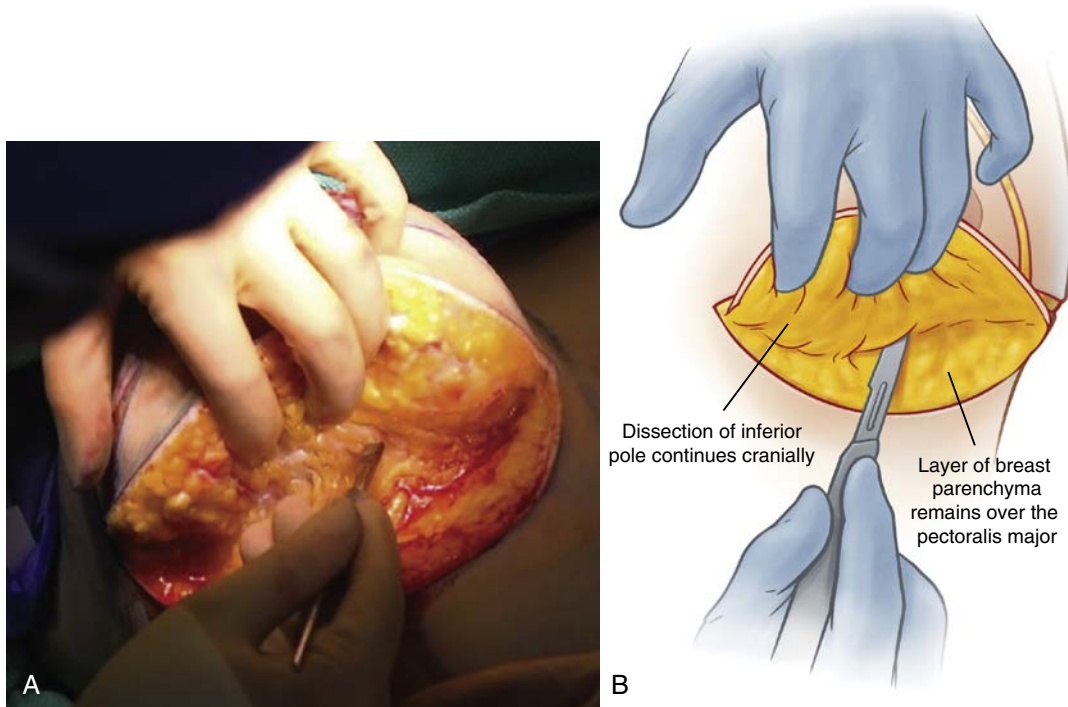 Dissection of inferior
pole continues cranially
Layer of breast
parenchyma
remains over the
pectoralis major
A
B